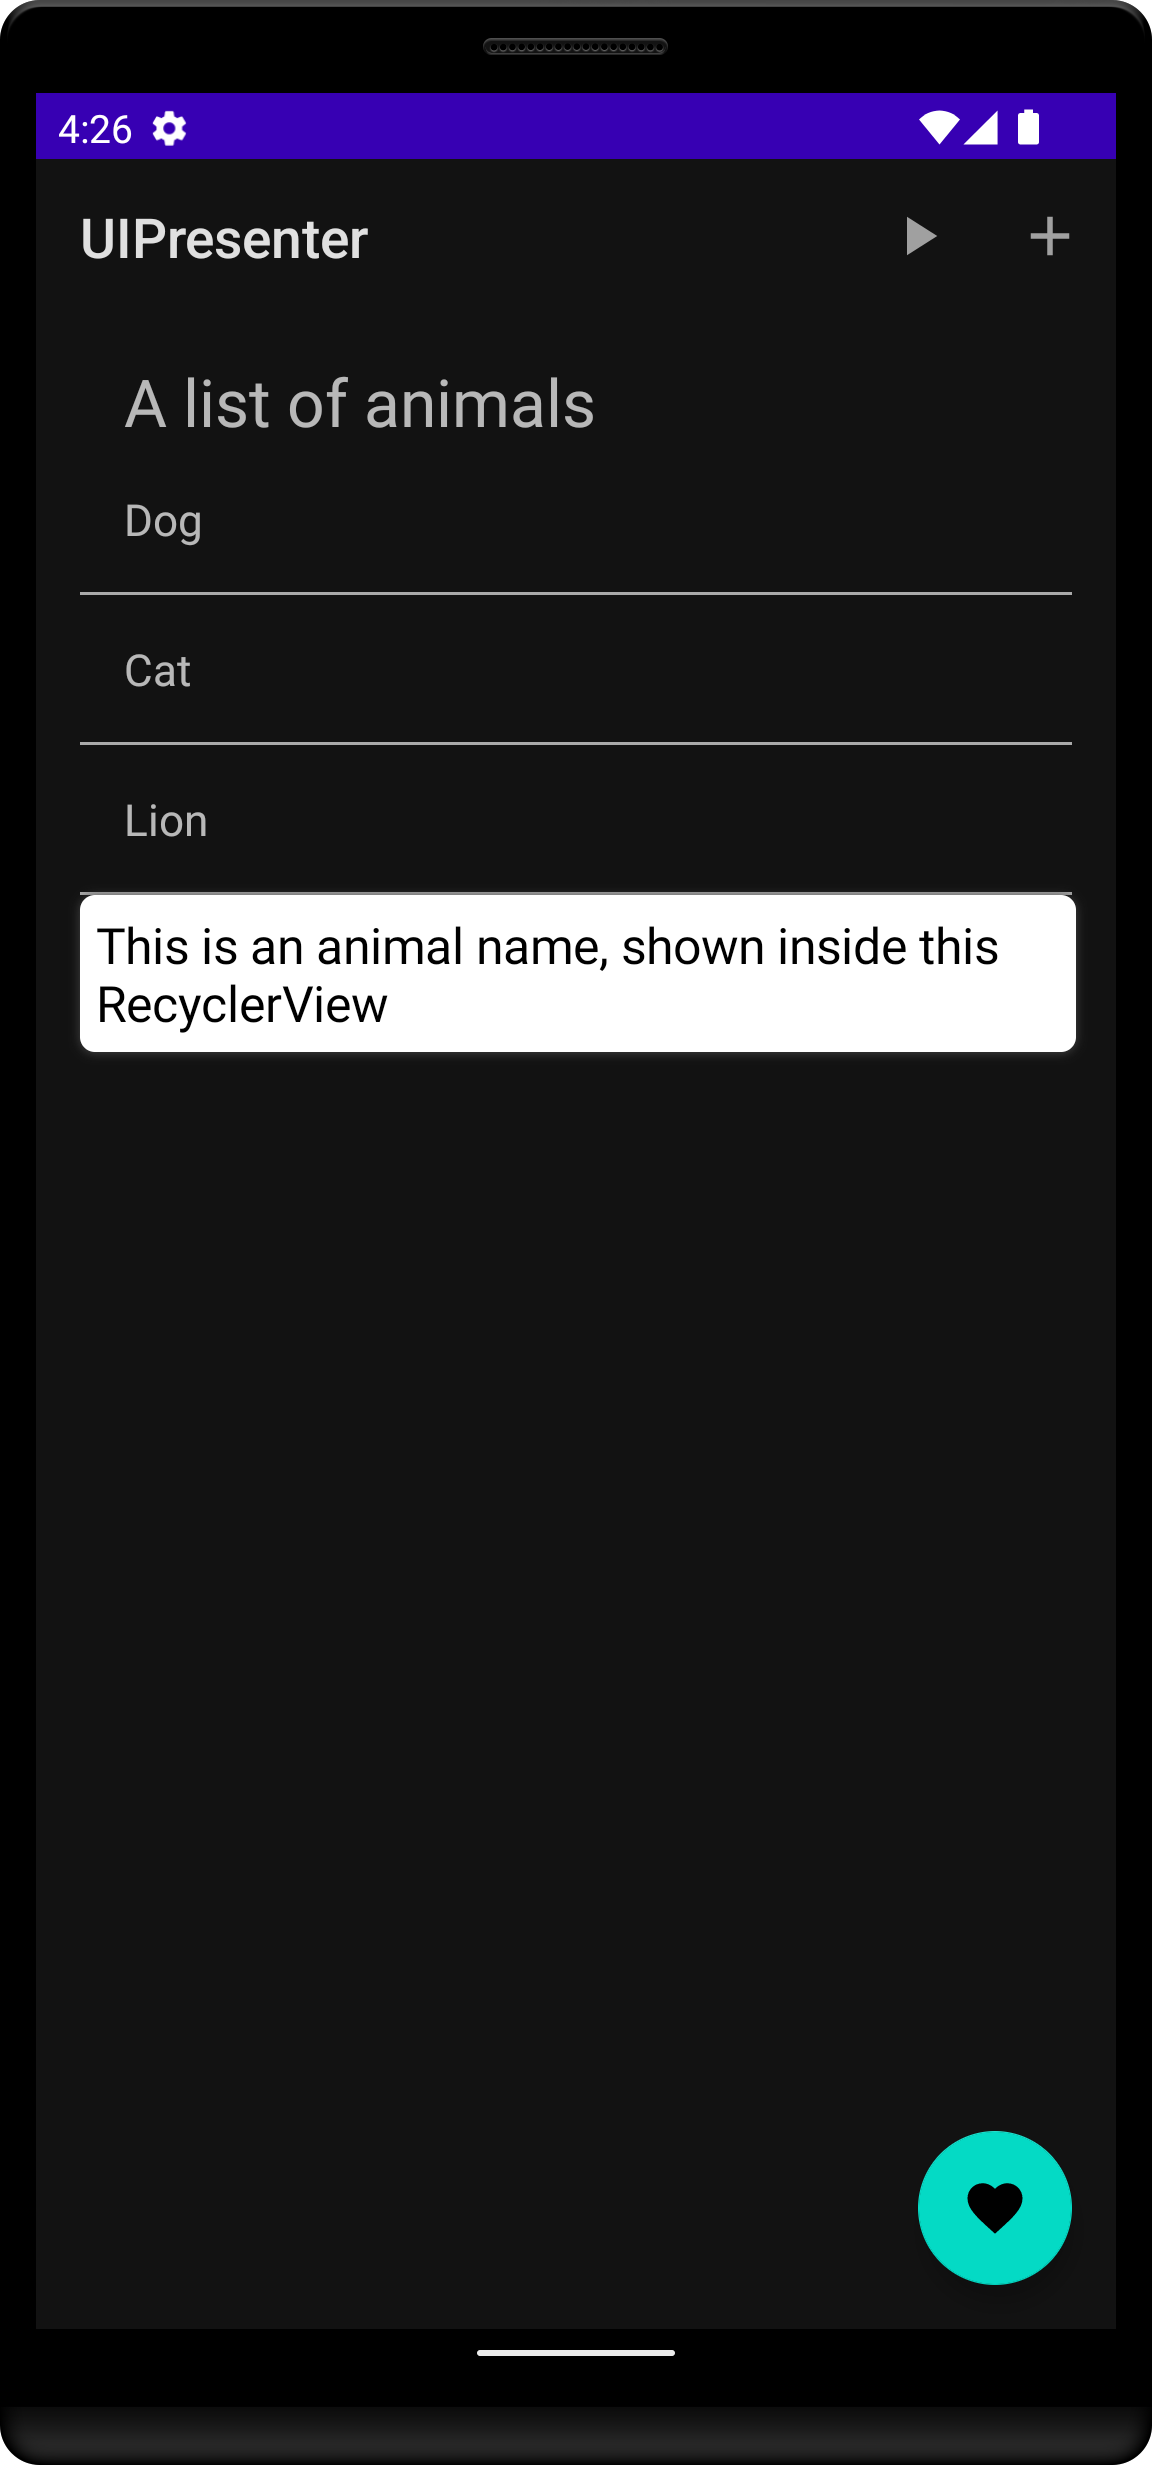 4:26
UIPresenter
A list of animals
Dog
Cat
Lion
This is an animal name, shown inside this
RecyclerView